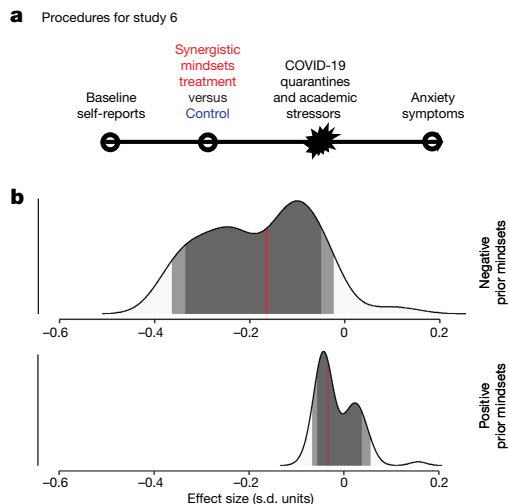 a Procedures for study 6
Synergistic
mindsets
treatment
versus
Control
COVID-19
quarantines
and academic
stressors
Baseline
self-reports
Anxiety
symptoms
b
Negative
prior mindsets
−0.6 −0.4 −0.2 0 0.2
Positive
prior mindsets
−0.6 −0.4 −0.2 0 0.2
Effect size (s.d. units)